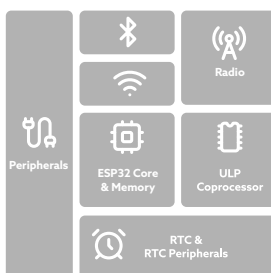 Radio
Peripherals
ESP32 Core
& Memory
ULP
Coprocessor
RTC &
RTC Peripherals